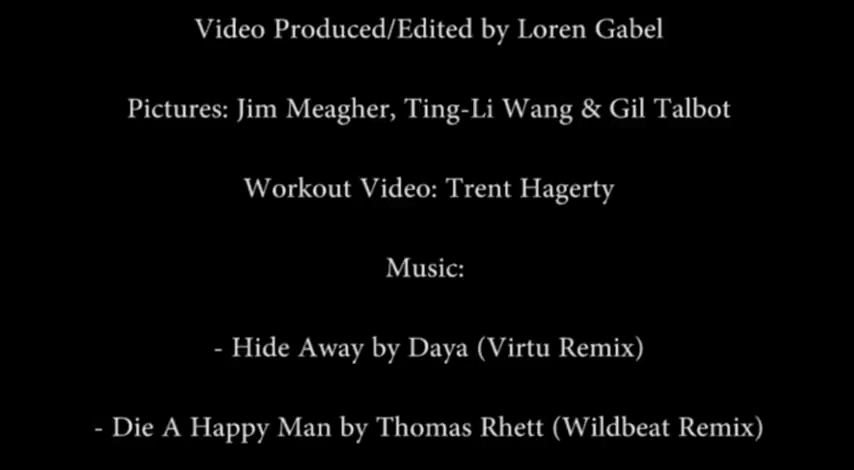 Video Produced/Edited by Loren Gabel
Pictures: Jim Meagher, Ting-Li Wang & Gil Talbot
Workout Video: Trent Hagerty
Music:
- Hide Away by Daya (Virtu Remix)
- Die A Happy Man by Thomas Rhett (Wildbeat Remix)